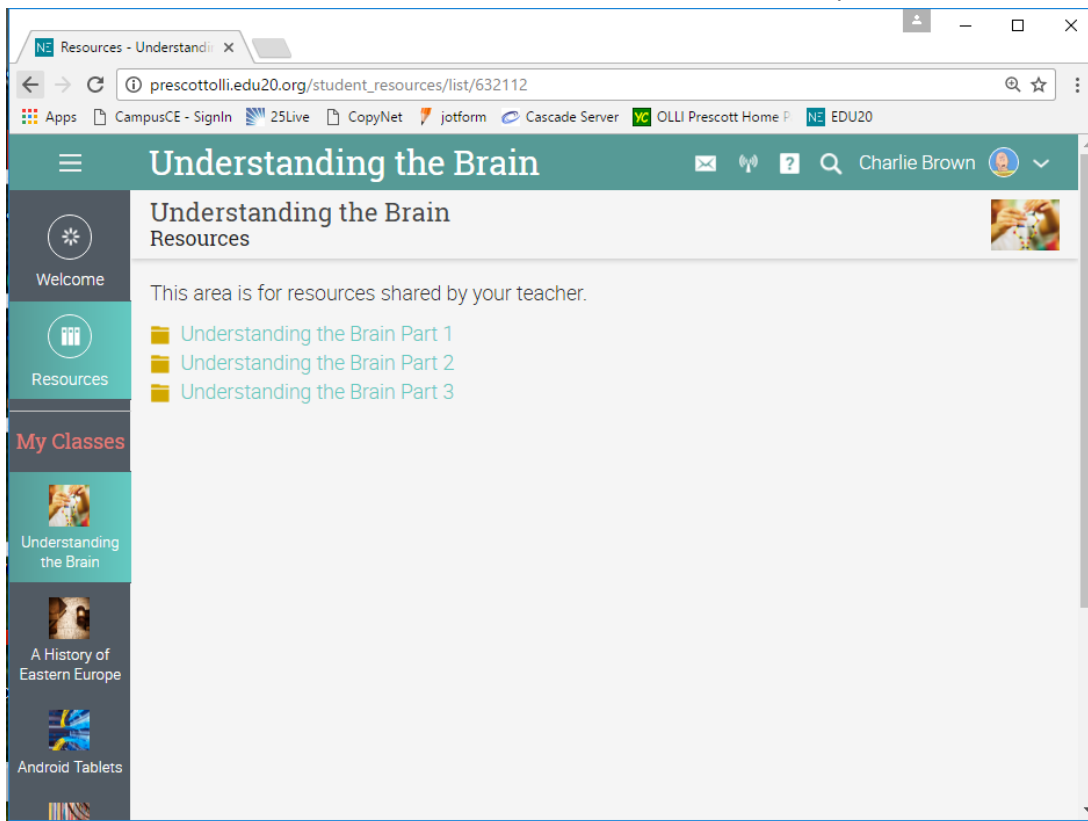 NE Resources - Understandi
prescottolli.edu20.org/student_resources/list/632112
Apps CampusCE - SignIn 25Live CopyNet jotform Cascade Server YC OLLI Prescott Home P NE EDU20
Understanding the Brain ? Charlie Brown
Understanding the Brain
Resources
Welcome
This area is for resources shared by your teacher.
Understanding the Brain Part 1
Understanding the Brain Part 2
Understanding the Brain Part 3
Resources
My Classes
Understanding
the Brain
A History of
Eastern Europe
Android Tablets